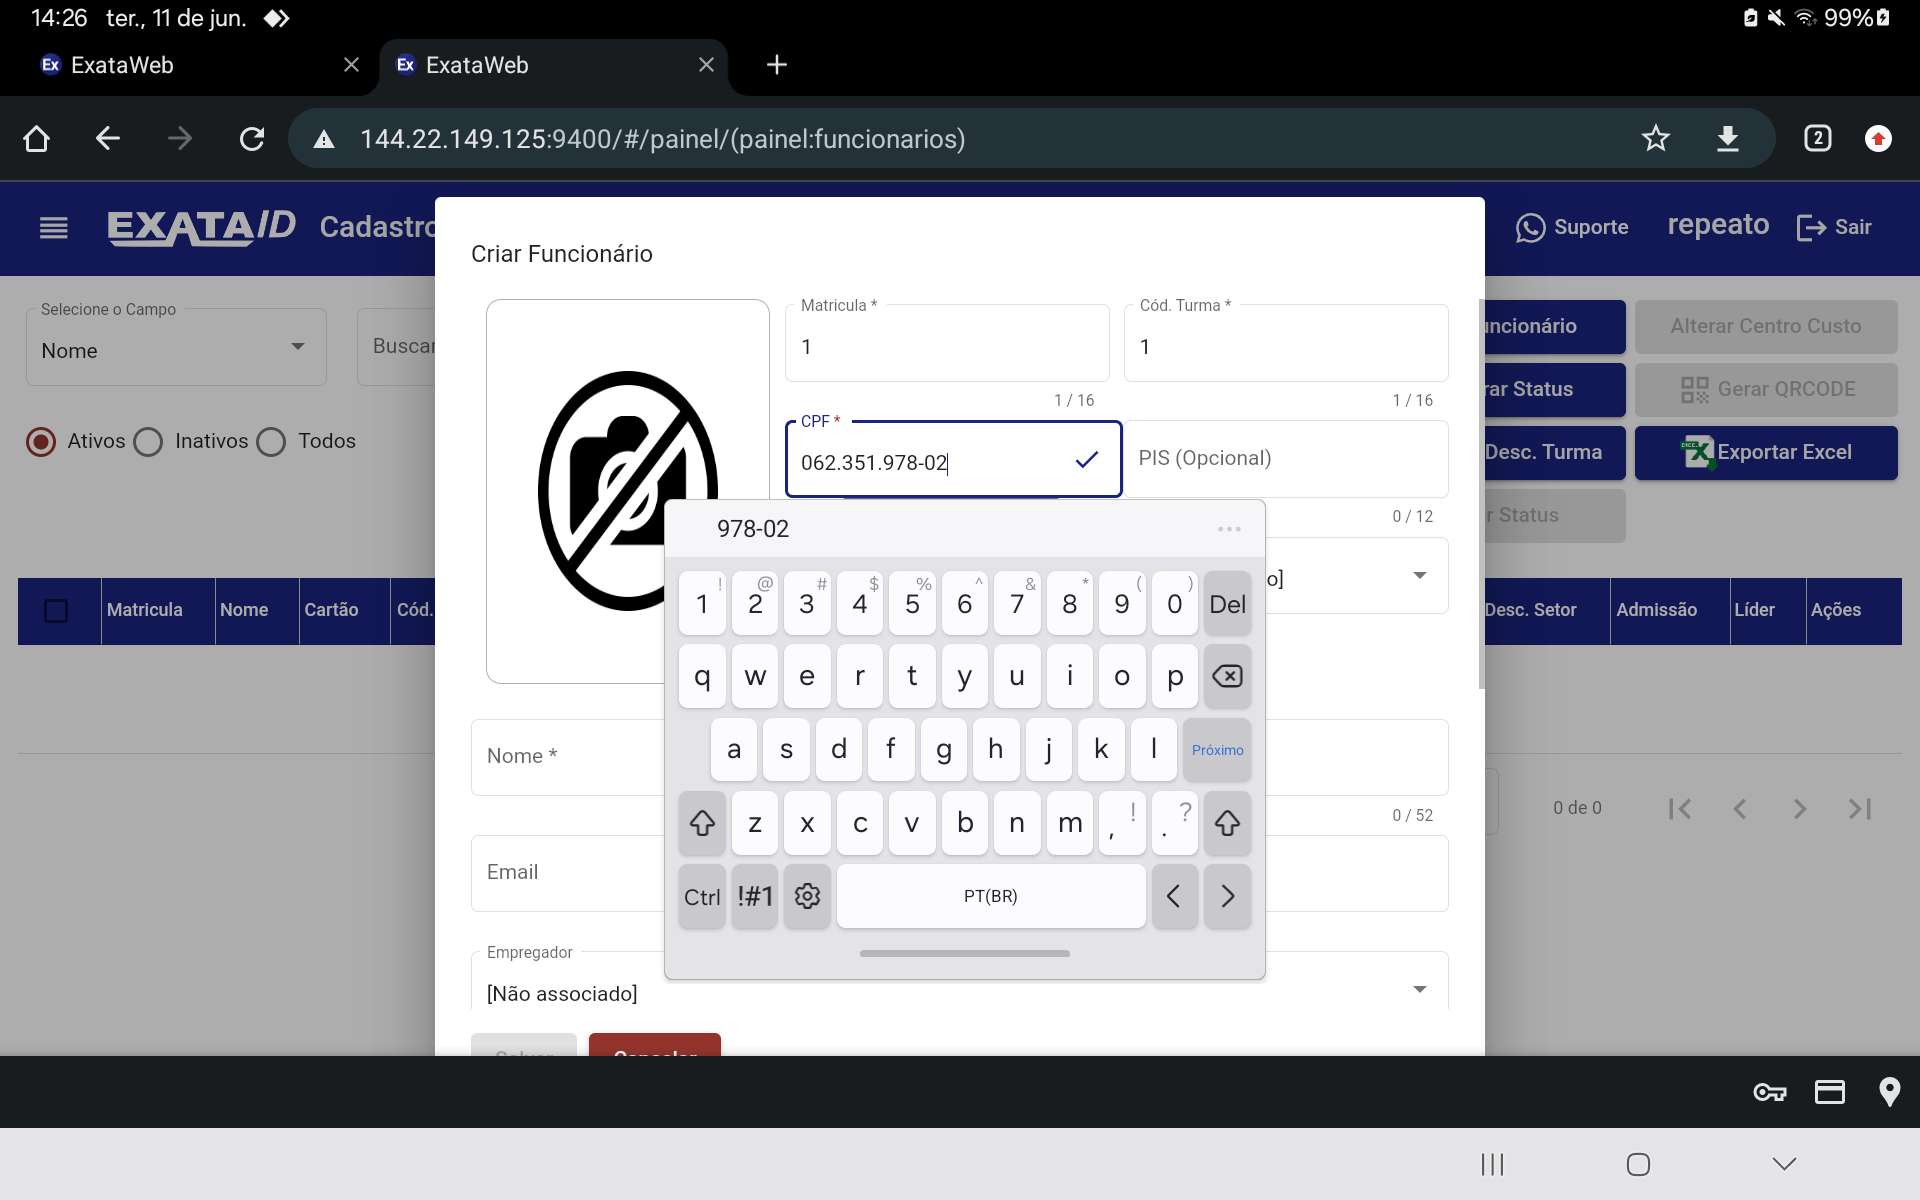 14:26 ter., 11 de jun. 99%
Ex ExataWeb Ex ExataWeb
144.22.149.125:9400/#/painel/(painel:funcionarios) 2
EXATAID Cadastro Suporte repeato Sair
Criar Funcionário
Selecione o Campo
Nome
Buscar
Matricula *
1
1 / 16
Cód. Turma *
1
1 / 16
uncionário Alterar Centro Custo
rar Status Gerar QRCODE
Desc. Turma Exportar Excel
r Status
Ativos Inativos Todos
CPF *
062.351.978-02
PIS (Opcional)
0 / 12
o]
Matricula Nome Cartão Cód. Desc. Setor Admissão Líder Ações
978-02
! @ # $ % ^ & * ( )
1 2 3 4 5 6 7 8 9 0 Del
q w e r t y u i o p
a s d f g h j k l Próximo
z x c v b n m , ! . ?
Ctrl !#1 PT(BR) < >
Nome *
0 / 52
0 de 0
Email
Empregador
[Não associado]
Salvar Cancelar